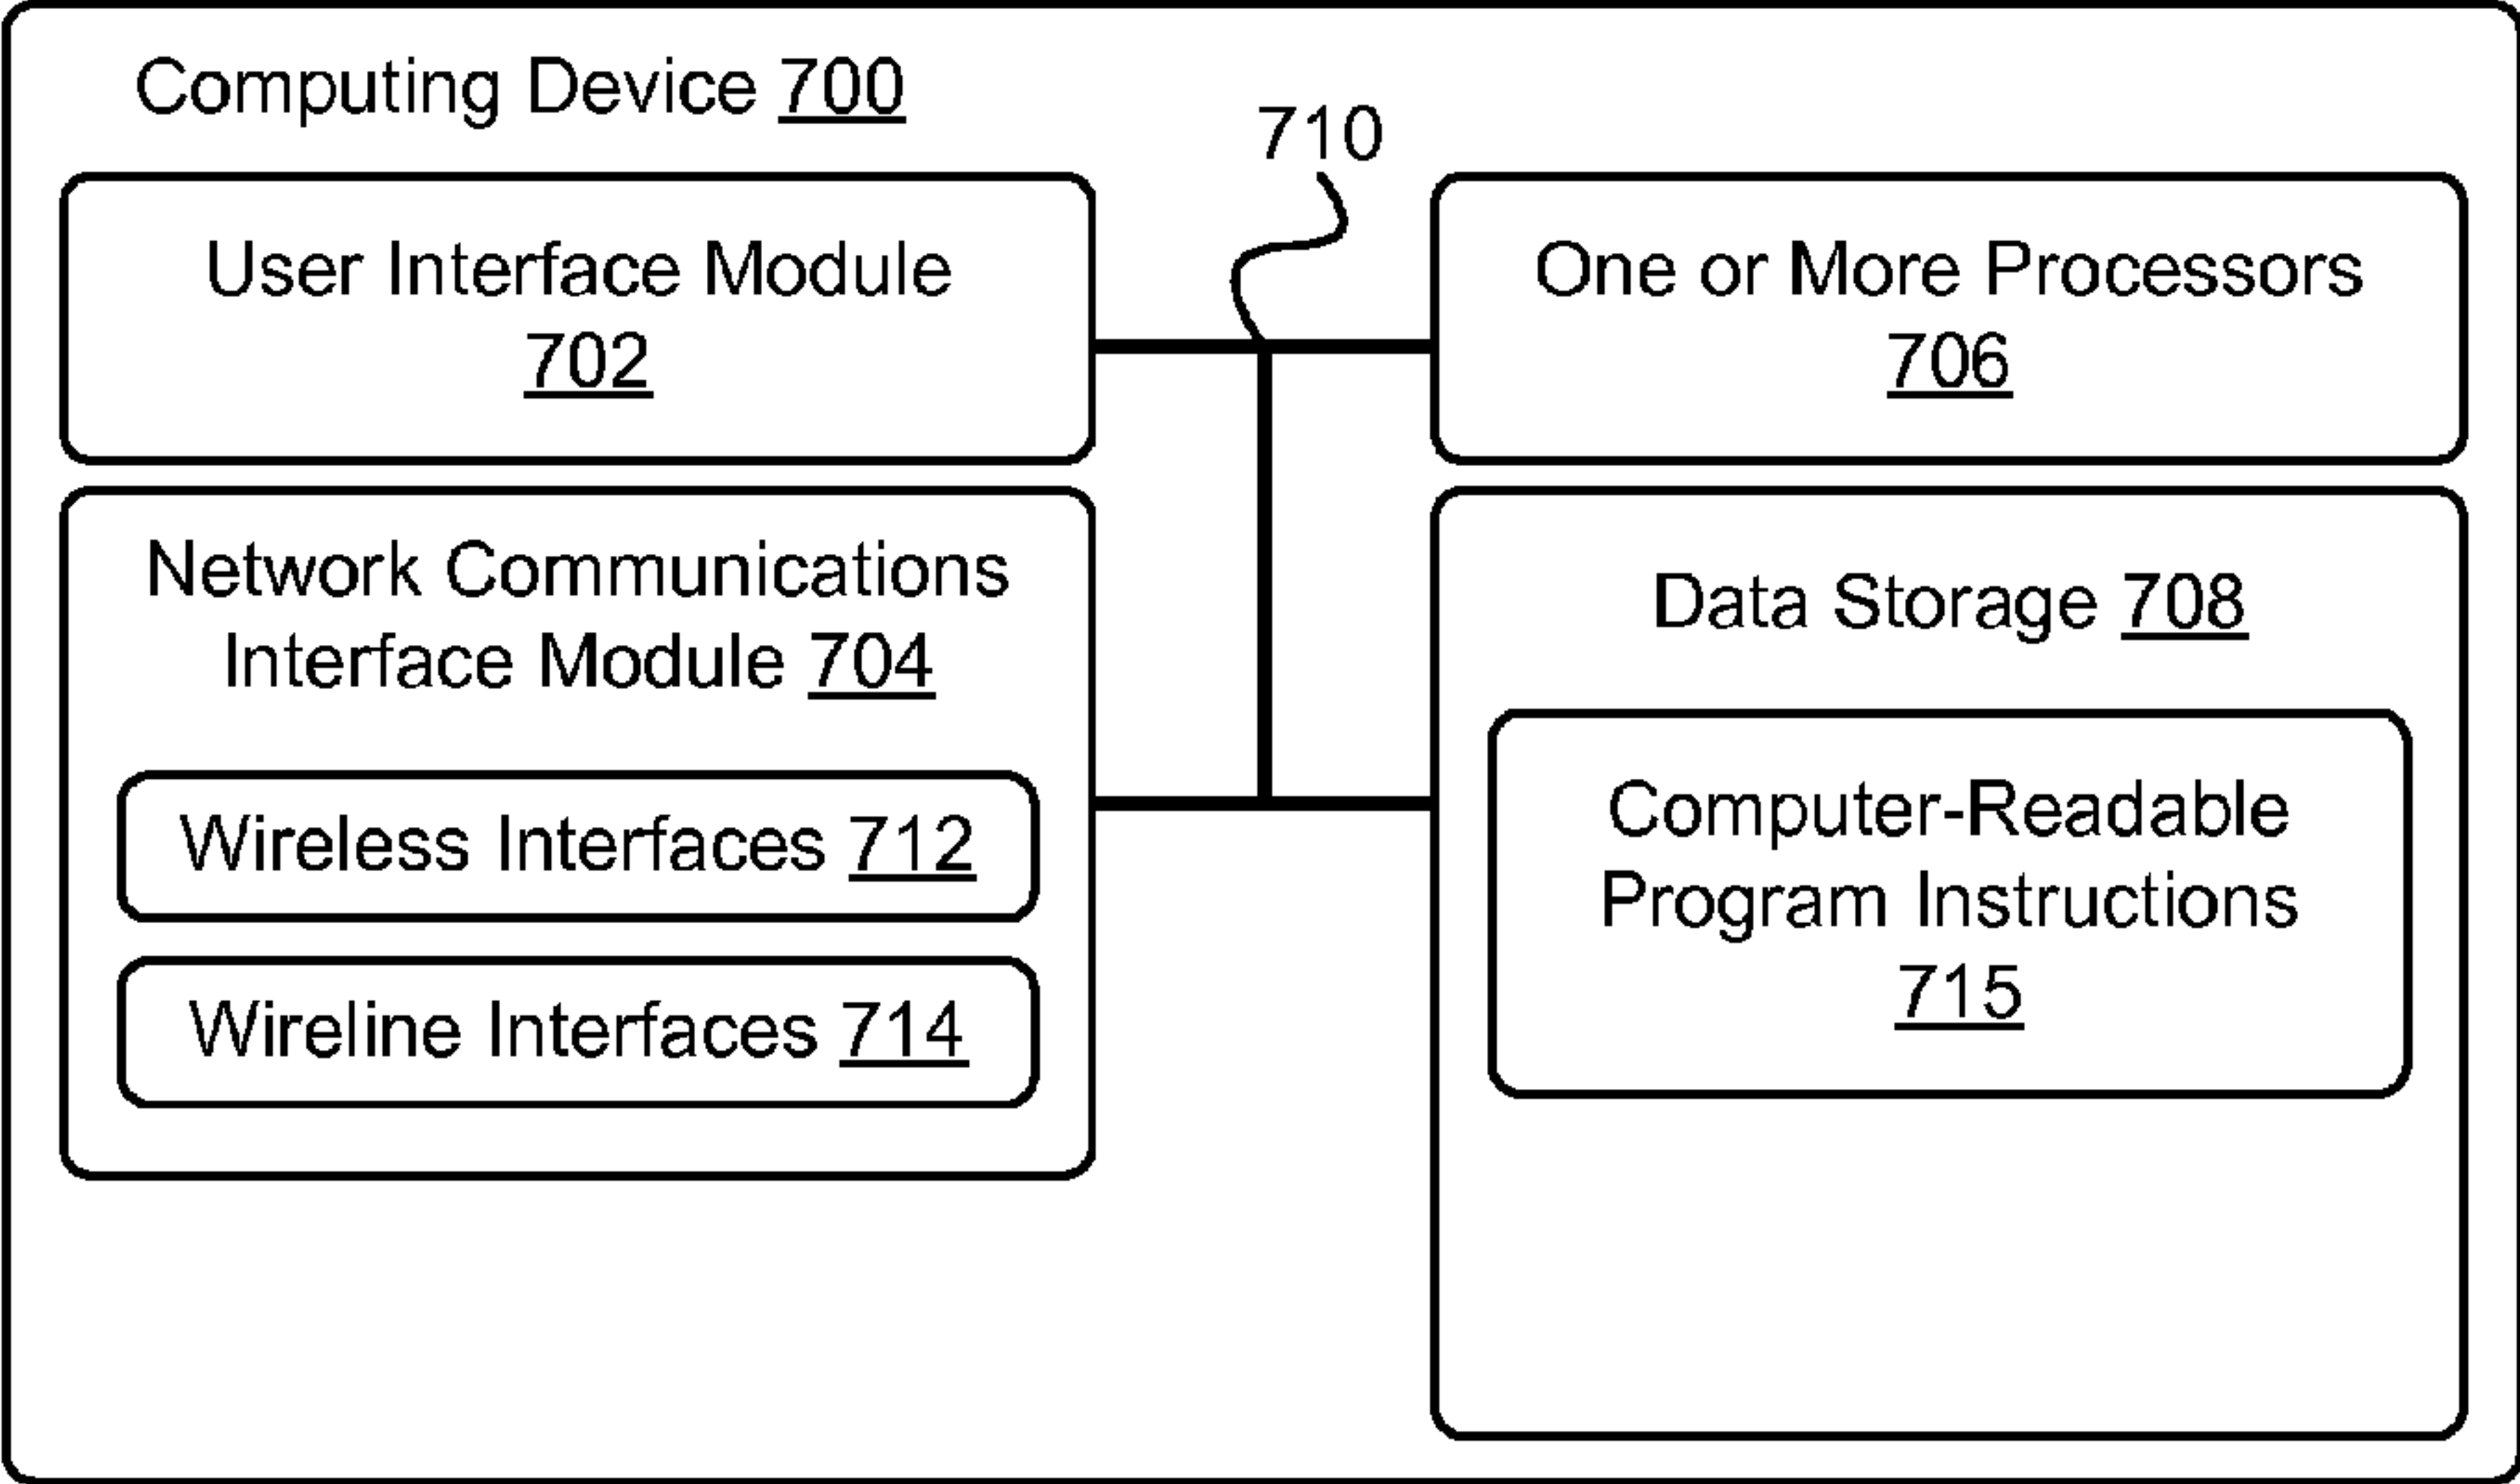 Computing Device 700
710
User Interface Module
702
One or More Processors
706
Network Communications
Interface Module 704
Wireless Interfaces 712
Wireline Interfaces 714
Data Storage 708
Computer-Readable
Program Instructions
715